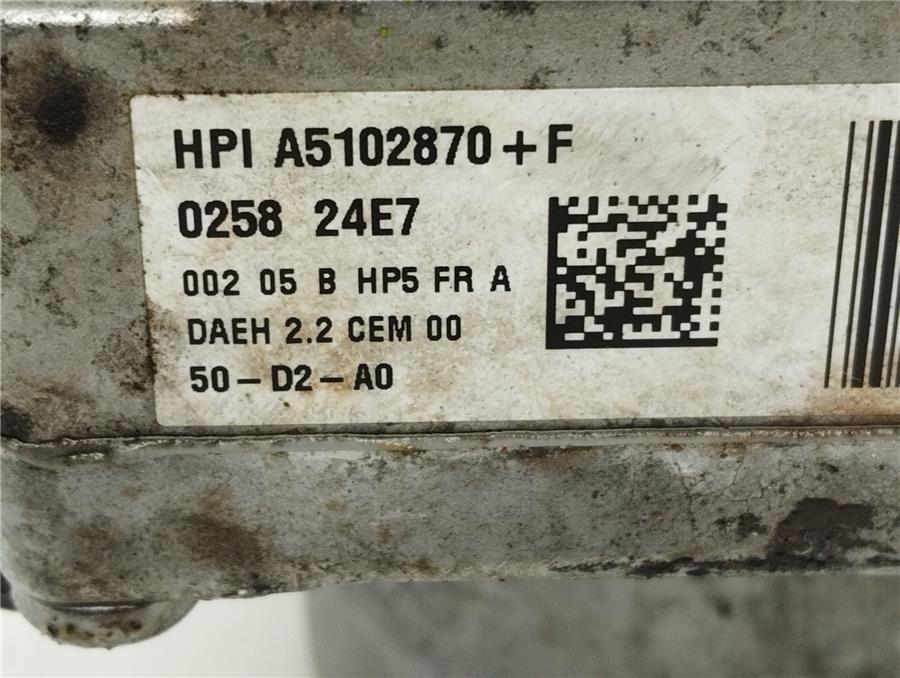 HPI A5102870+F
0258 24E7
002 05 B HP5 FR A
DAEH 2.2 CEM 00
50-D2-A0